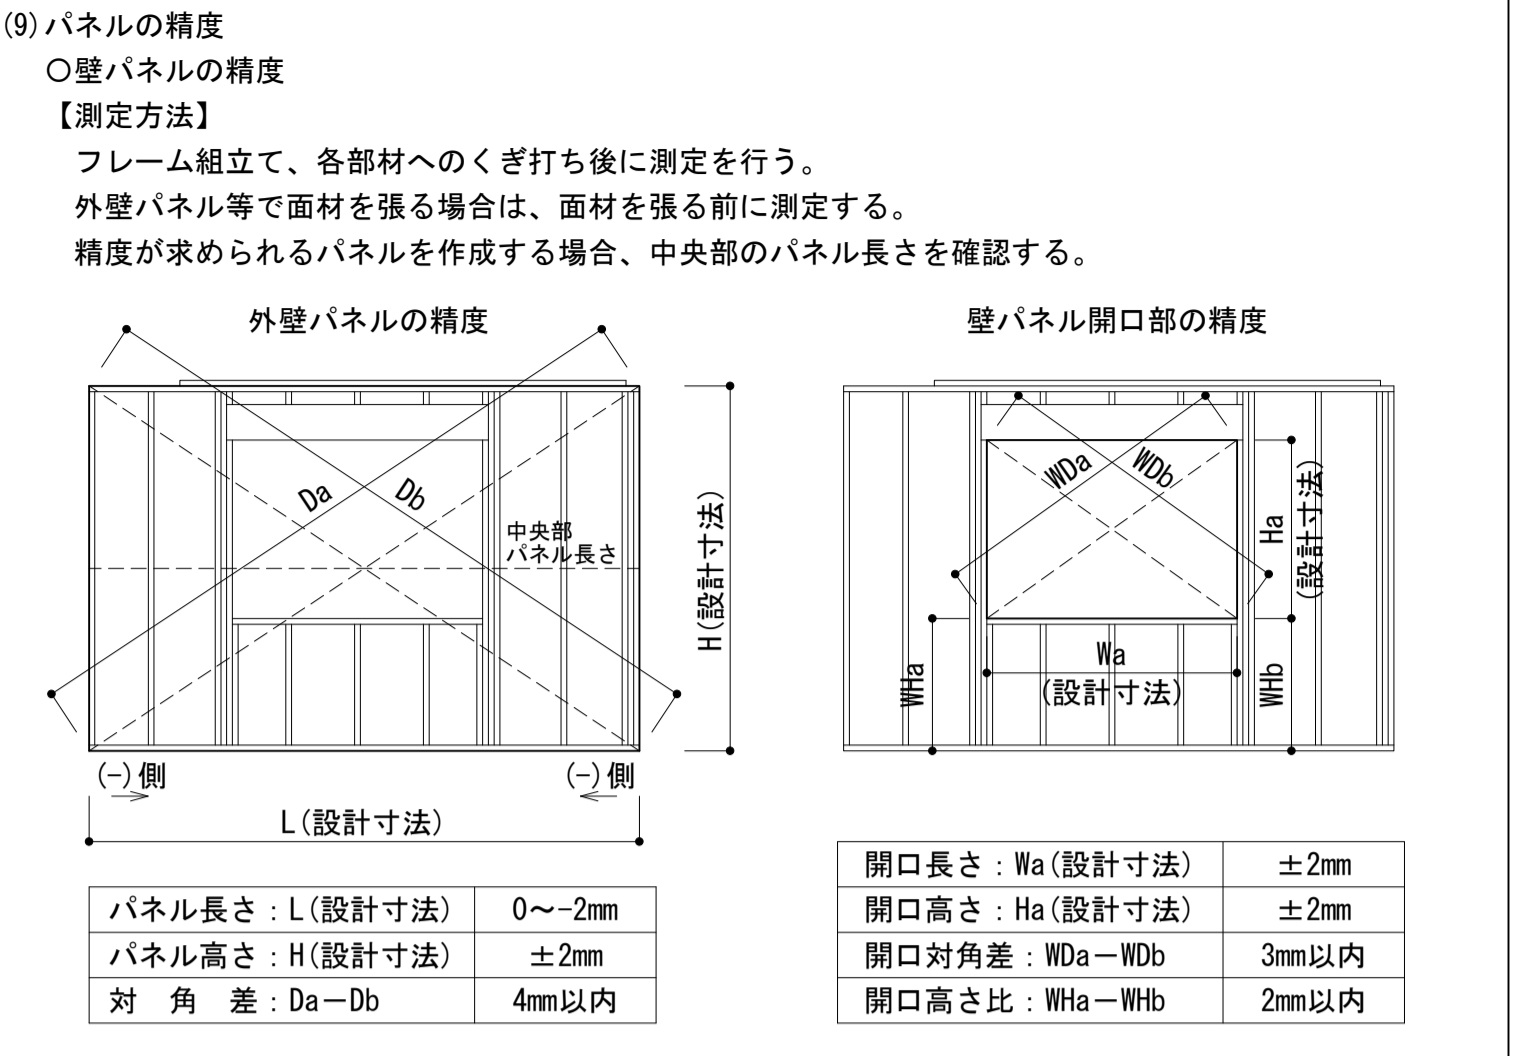 (9)パネルの精度
○壁パネルの精度
【測定方法】
フレーム組立て、各部材へのくぎ打ち後に測定を行う。
外壁パネル等で面材を張る場合は、面材を張る前に測定する。
精度が求められるパネルを作成する場合、中央部のパネル長さを確認する。
外壁パネルの精度
Da
Db
中央部
パネル長さ
H(設計寸法)
(-)側
(-)側
L(設計寸法)
パネル長さ：L(設計寸法) 0～-2mm
パネル高さ：H(設計寸法) ±2mm
対　角　差：Da－Db 4mm以内
壁パネル開口部の精度
WDa
WDb
Ha
(設計寸法)
WHa
Wa
(設計寸法)
WHb
開口長さ：Wa(設計寸法) ±2mm
開口高さ：Ha(設計寸法) ±2mm
開口対角差：WDa－WDb 3mm以内
開口高さ比：WHa－WHb 2mm以内